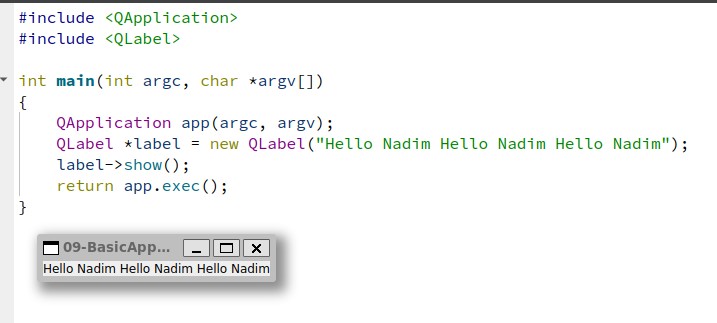 #include <QApplication>
#include <QLabel>
int main(int argc, char *argv[])
{
    QApplication app(argc, argv);
    QLabel *label = new QLabel("Hello Nadim Hello Nadim Hello Nadim");
    label->show();
    return app.exec();
}
09-BasicApp...
Hello Nadim Hello Nadim Hello Nadim